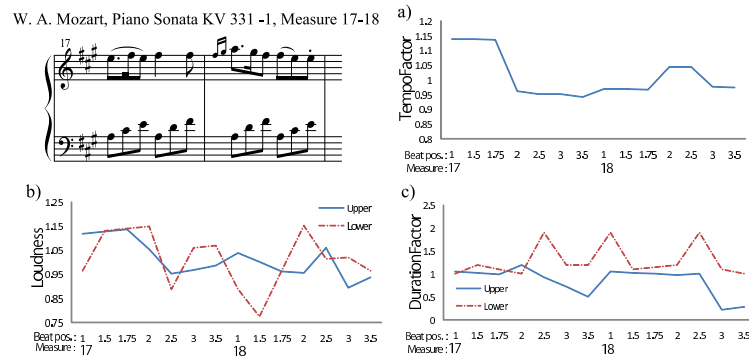 W. A. Mozart, Piano Sonata KV 331 -1, Measure 17-18
17
a)
TempoFactor
1.2
1.15
1.1
1.05
1
0.95
0.9
0.85
0.8
Beat pos.: 1 1.5 1.75 2 2.5 3 3.5 1 1.5 1.75 2 2.5 3 3.5
Measure: 17 18
b)
Loudness
1.25
1.15
1.05
0.95
0.85
0.75
Upper
Lower
Beat pos.: 1 1.5 1.75 2 2.5 3 3.5 1 1.5 1.75 2 2.5 3 3.5
Measure: 17 18
c)
DurationFactor
2.5
2
1.5
1
0.5
0
Upper
Lower
Beat pos.: 1 1.5 1.75 2 2.5 3 3.5 1 1.5 1.75 2 2.5 3 3.5
Measure: 17 18